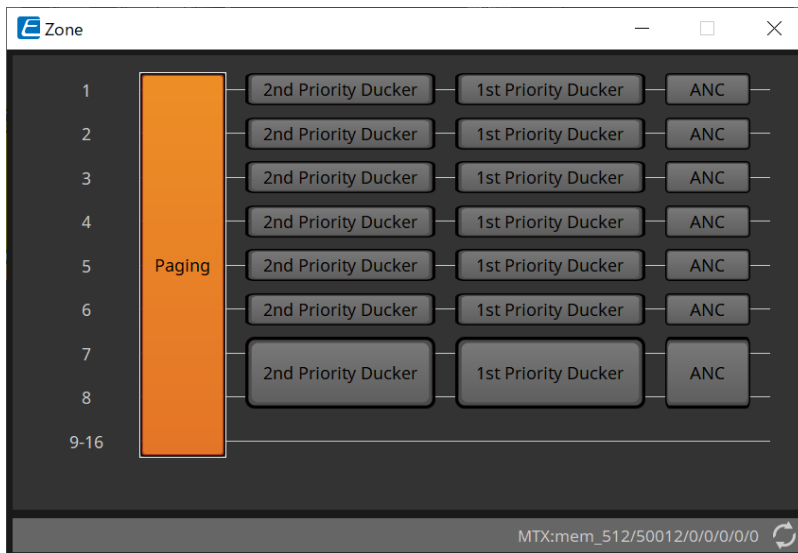 Zone
1 2nd Priority Ducker 1st Priority Ducker ANC
2 2nd Priority Ducker 1st Priority Ducker ANC
3 2nd Priority Ducker 1st Priority Ducker ANC
4 2nd Priority Ducker 1st Priority Ducker ANC
5 Paging 2nd Priority Ducker 1st Priority Ducker ANC
6 2nd Priority Ducker 1st Priority Ducker ANC
7
2nd Priority Ducker 1st Priority Ducker ANC
8
9-16
MTX:mem_512/50012/0/0/0/0/0